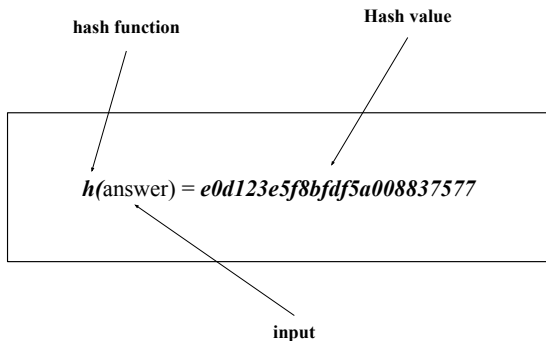 Hash value
hash function
h(answer) = e0d123e5f8bfdf5a008837577
input